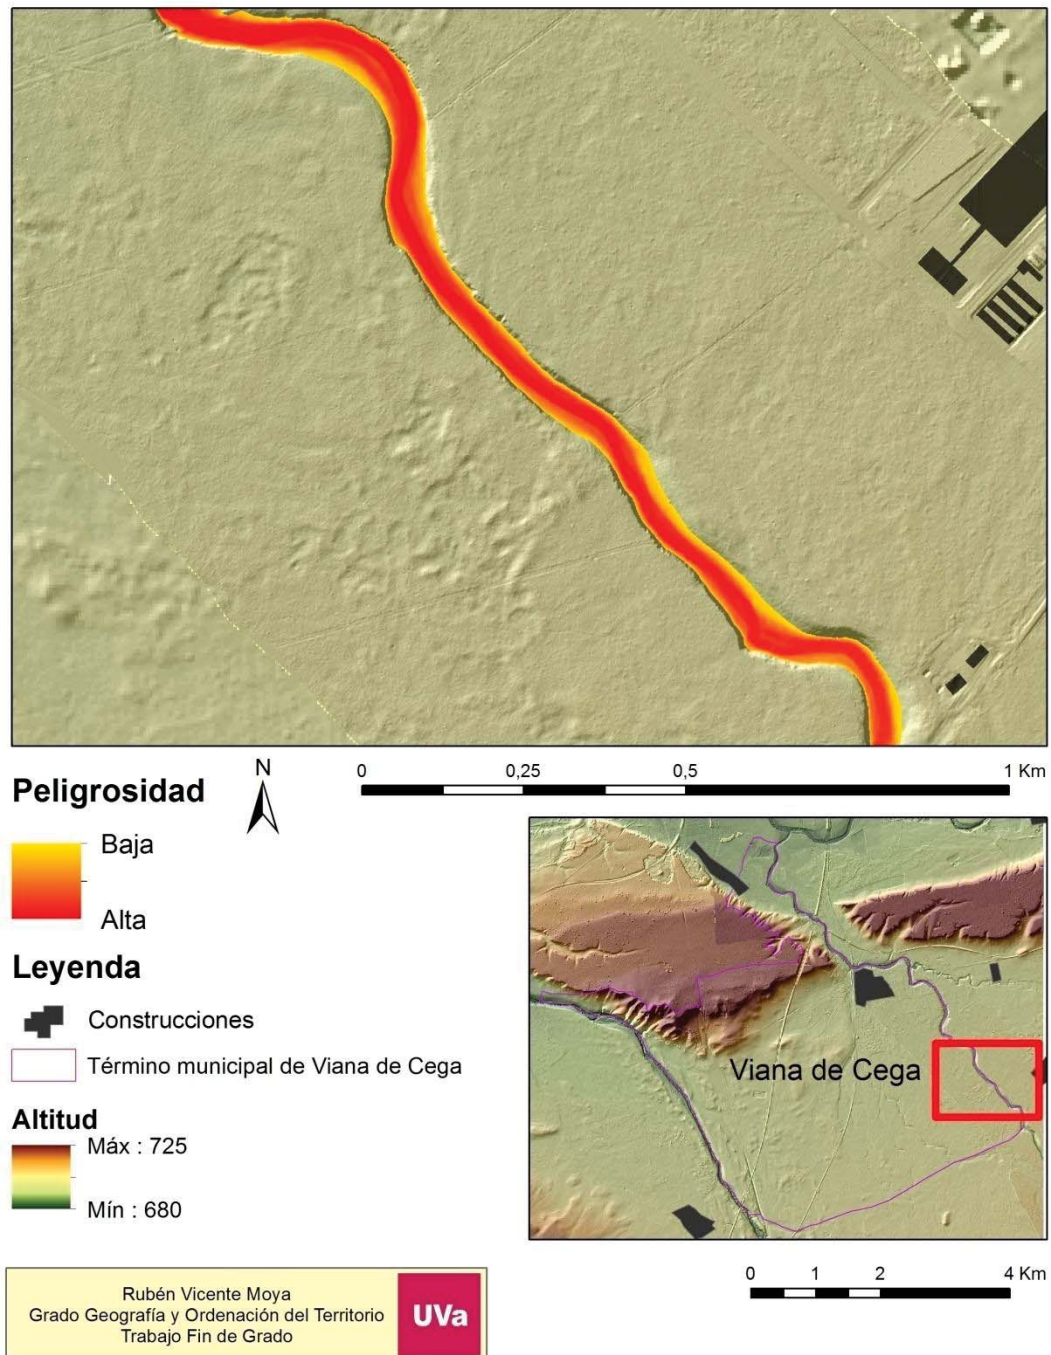 Peligrosidad
N
0 0,25 0,5 1 Km
Baja
Alta
Leyenda
Construcciones
Término municipal de Viana de Cega
Altitud
Máx : 725
Mín : 680
Viana de Cega
0 1 2 4 Km
Rubén Vicente Moya
Grado Geografía y Ordenación del Territorio
Trabajo Fin de Grado
UVa